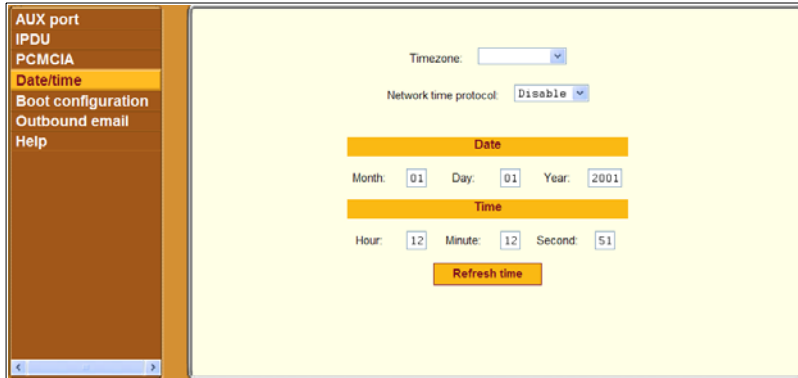 AUX port
IPDU
PCMCIA
Date/time
Boot configuration
Outbound email
Help
Timezone:
Network time protocol: Disable
Date
Month: 01 Day: 01 Year: 2001
Time
Hour: 12 Minute: 12 Second: 51
Refresh time